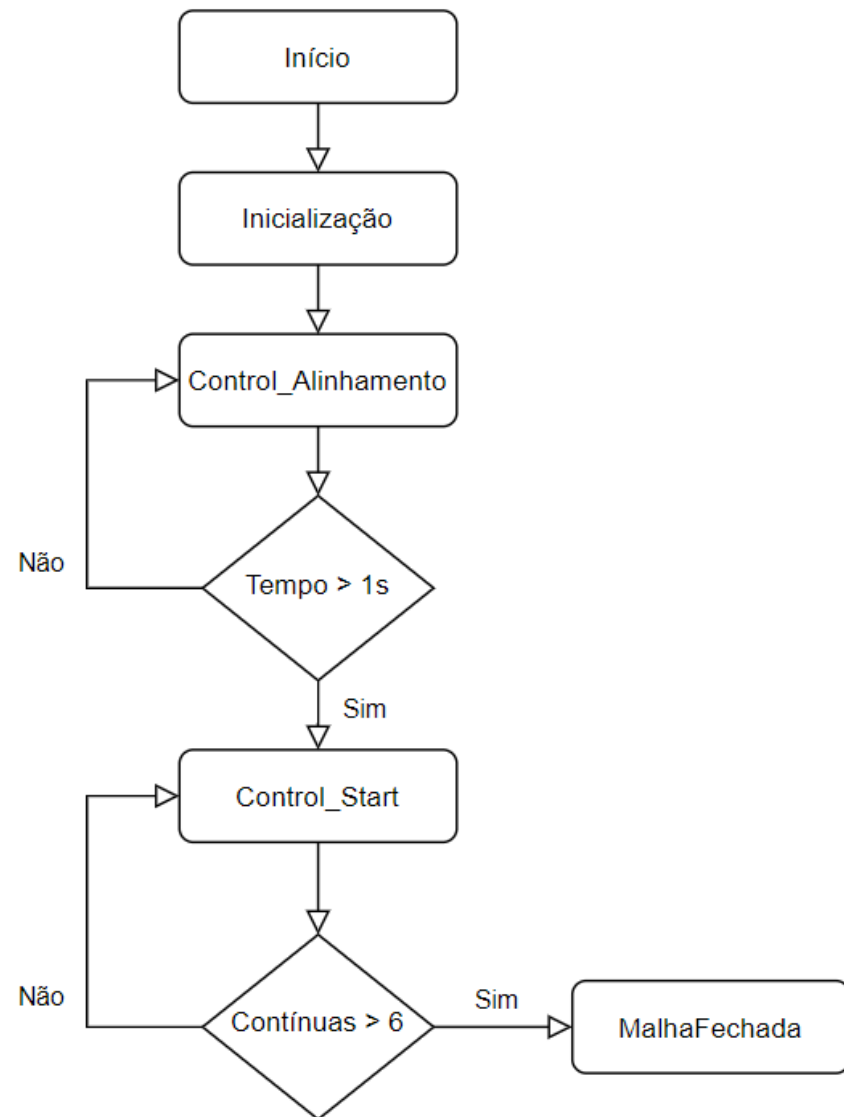 Início
Inicialização
Control_Alinhamento
Não
Tempo > 1s
Sim
Control_Start
Não
Contínuas > 6
Sim
MalhaFechada